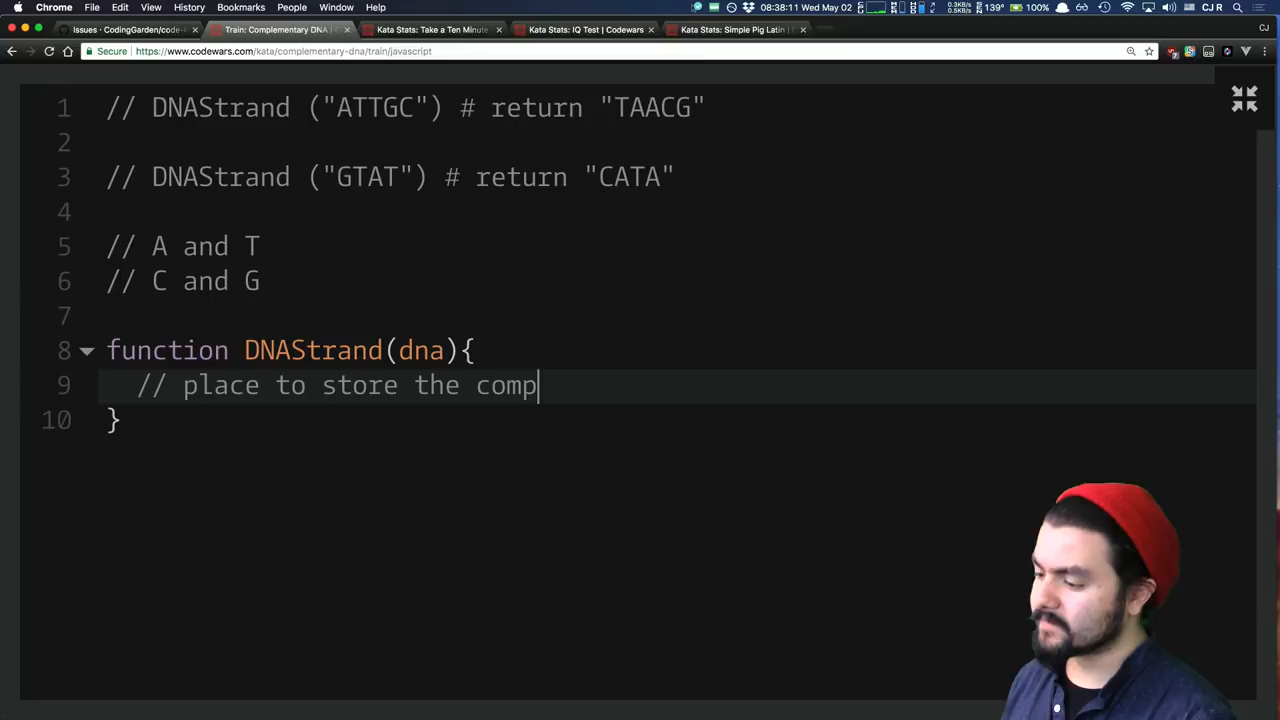 Chrome File Edit View History Bookmarks People Window Help
139° 100% 08:38:11 Wed May 02 CJ R
Issues · CodingGarden/code- Train: Complementary DNA | Kata Stats: Take a Ten Minute Kata Stats: IQ Test | Codewars Kata Stats: Simple Pig Latin | CJ
Secure https://www.codewars.com/kata/complementary-dna/train/javascript
1 // DNAStrand ("ATTGC") # return "TAACG"
2
3 // DNAStrand ("GTAT") # return "CATA"
4
5 // A and T
6 // C and G
7
8 function DNAStrand(dna){
9 // place to store the comp
10 }